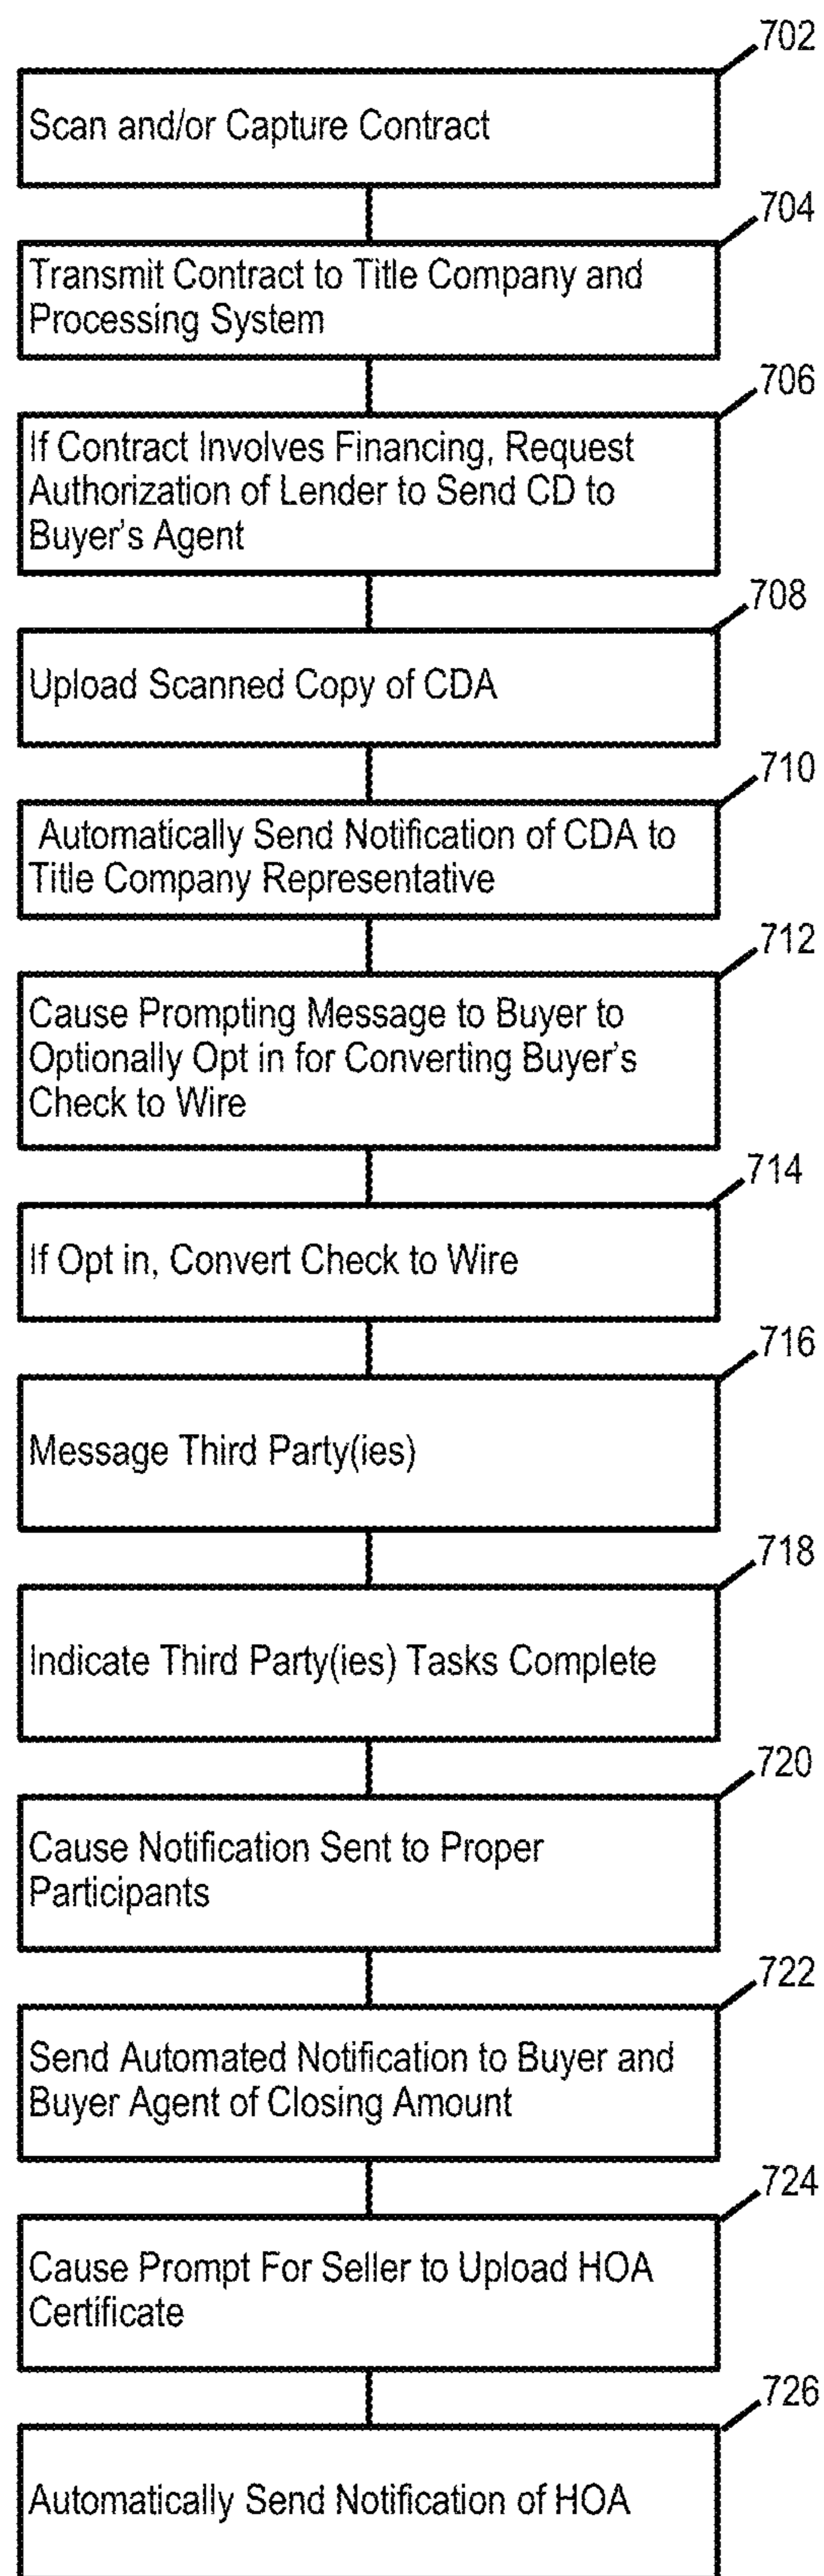 702
Scan and/or Capture Contract
704
Transmit Contract to Title Company and
Processing System
706
If Contract Involves Financing, Request
Authorization of Lender to Send CD to
Buyer's Agent
708
Upload Scanned Copy of CDA
710
Automatically Send Notification of CDA to
Title Company Representative
712
Cause Prompting Message to Buyer to
Optionally Opt in for Converting Buyer's
Check to Wire
714
If Opt in, Convert Check to Wire
716
Message Third Party(ies)
718
Indicate Third Party(ies) Tasks Complete
720
Cause Notification Sent to Proper
Participants
722
Send Automated Notification to Buyer and
Buyer Agent of Closing Amount
724
Cause Prompt For Seller to Upload HOA
Certificate
726
Automatically Send Notification of HOA